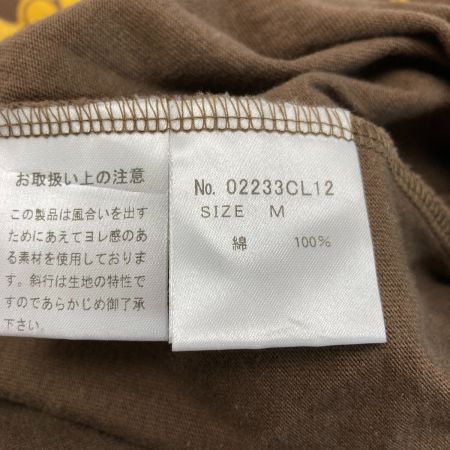 お取扱い上の注意
この製品は風合いを出す
ためにあえてヨレ感のあ
る素材を使用しておりま
す。斜行は生地の特性で
すのであらかじめ御了承
下さい。
No. 02233CL12
SIZE M
綿 100%